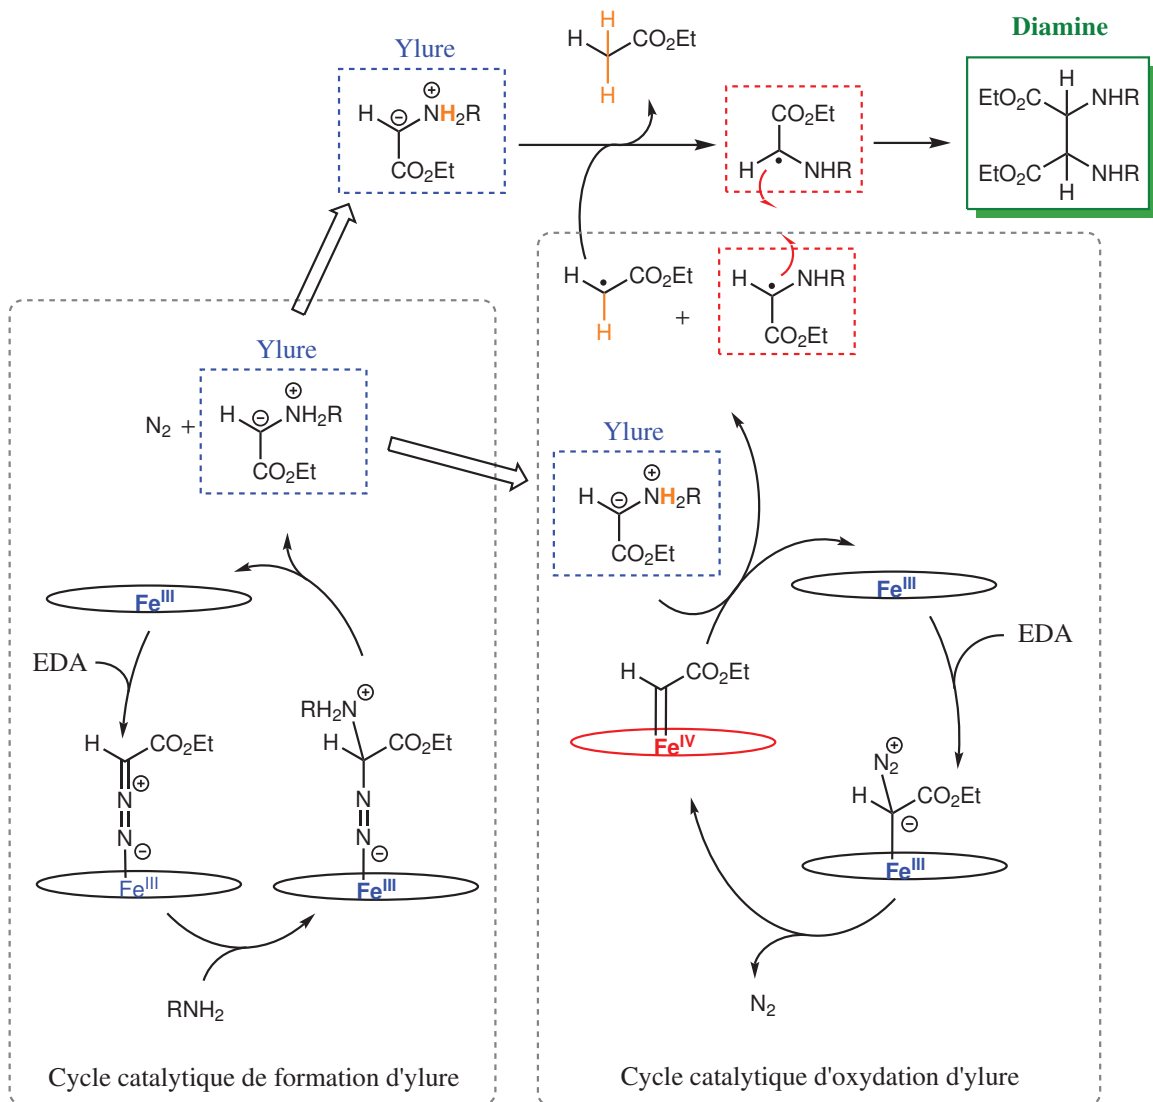 Diamine
Ylure
H
H
CO₂Et
H
H
⊖
⊕
NH₂R
CO₂Et
CO₂Et
H
NHR
H
EtO₂C
NHR
EtO₂C
NHR
H
H
CO₂Et
H
+
H
NHR
CO₂Et
Ylure
N₂ +
H
⊖
⊕
NH₂R
CO₂Et
Ylure
H
⊖
⊕
NH₂R
CO₂Et
Feᴵᴵᴵ
EDA
Feᴵᴵᴵ
EDA
H
CO₂Et
N
⊕
N
⊖
Feᴵᴵᴵ
RH₂N
⊕
H
CO₂Et
N
N
⊖
Feᴵᴵᴵ
H
CO₂Et
Feᴵⱽ
⊕
N₂
H
CO₂Et
⊖
Feᴵᴵᴵ
RNH₂
N₂
Cycle catalytique de formation d'ylure
Cycle catalytique d'oxydation d'ylure